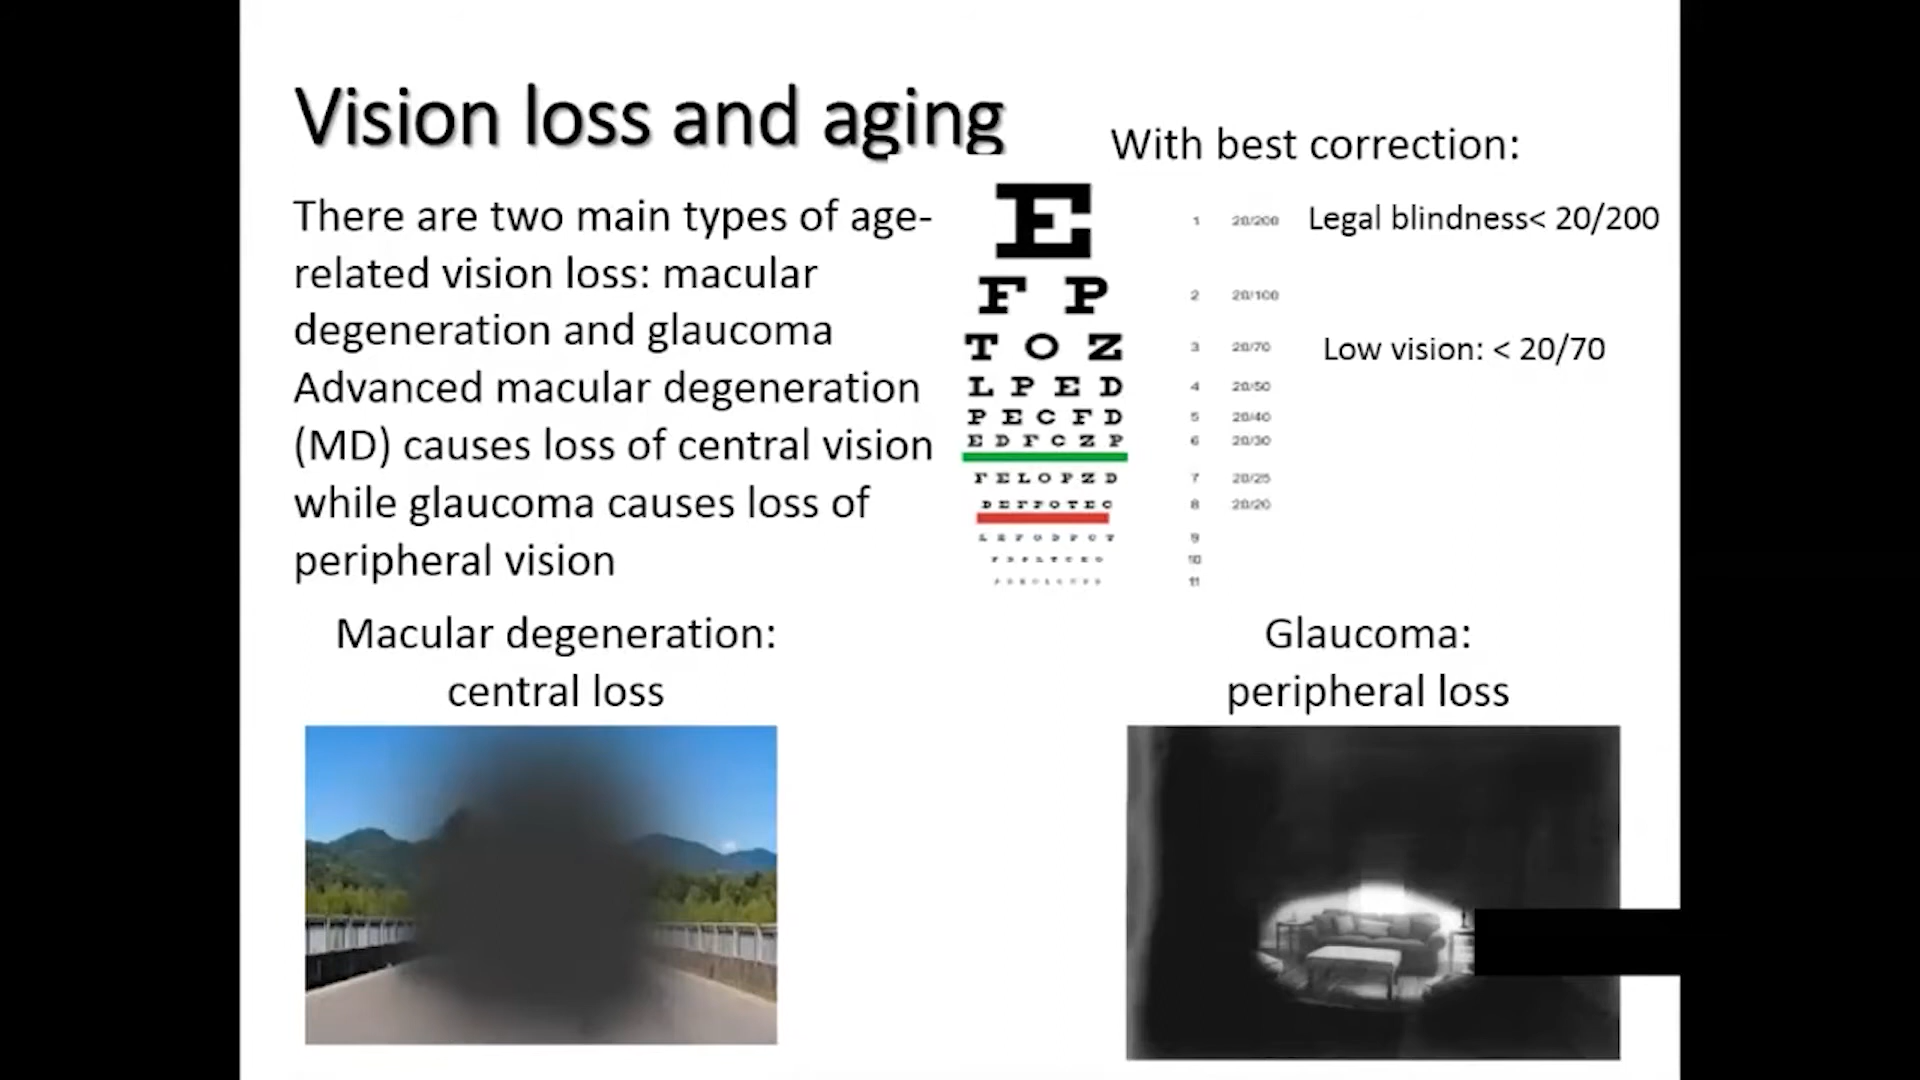 Vision loss and aging
With best correction:
There are two main types of age-
related vision loss: macular
degeneration and glaucoma
Advanced macular degeneration
(MD) causes loss of central vision
while glaucoma causes loss of
peripheral vision
E 1 20/200 Legal blindness< 20/200
F P 2 20/100
T O Z 3 20/70 Low vision: < 20/70
L P E D 4 20/50
P E C F D 5 20/40
E D F C Z P 6 20/30
F E L O P Z D 7 20/25
D E F P O T E C 8 20/20
9
10
11
Macular degeneration:
central loss
Glaucoma:
peripheral loss